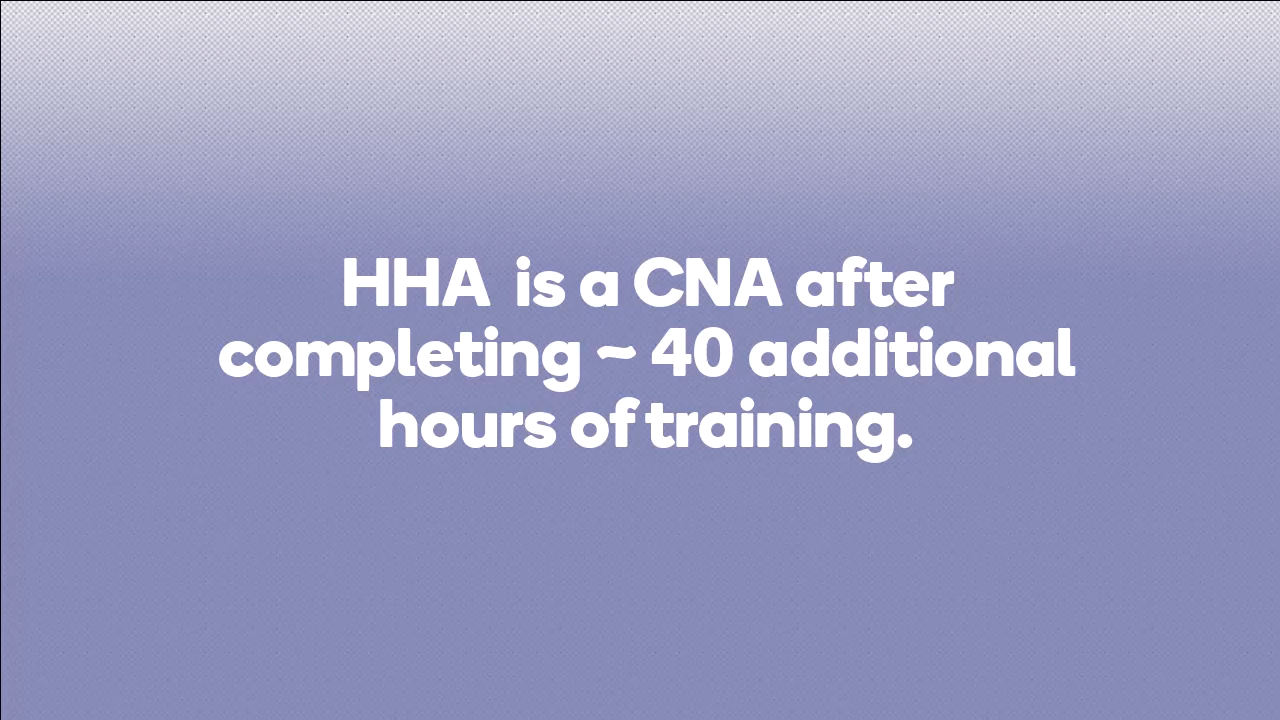 HHA  is a CNA after
completing ~ 40 additional
hours of training.